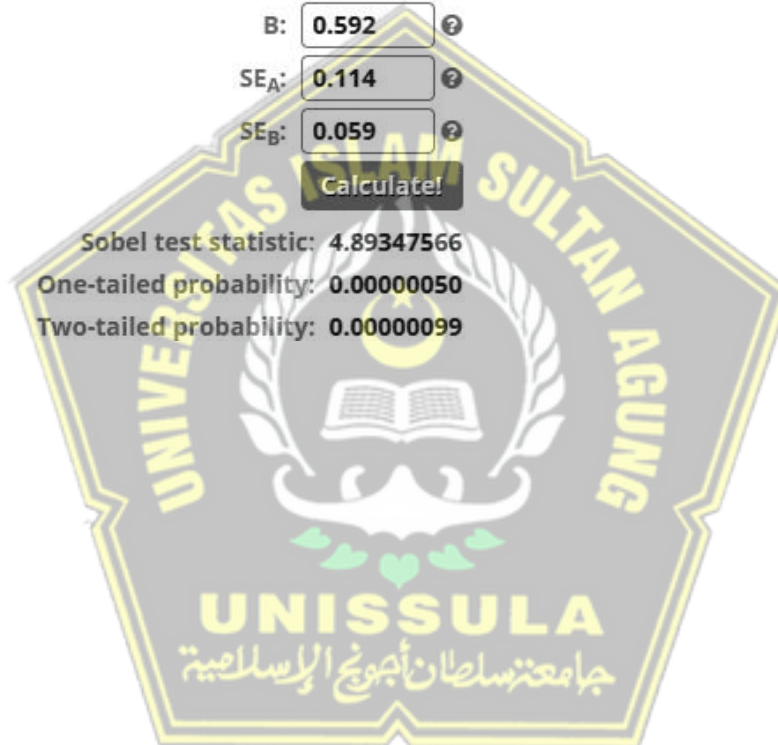 B: 0.592
SEA: 0.114
SEB: 0.059
Calculate!
Sobel test statistic: 4.89347566
One-tailed probability: 0.00000050
Two-tailed probability: 0.00000099
UNIVERSITAS ISLAM SULTAN AGUNG
UNISSULA
جامعة سلطان أجونج الإسلامية